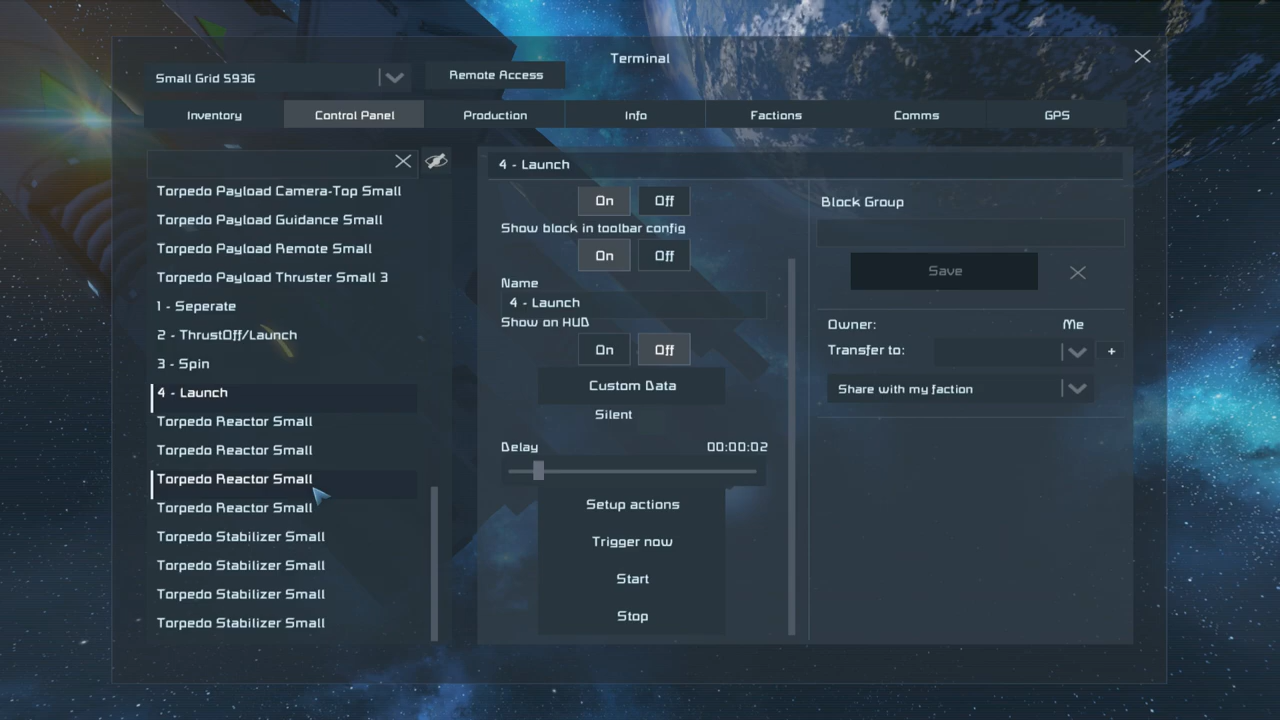 Terminal
Small Grid 5936
Remote Access
Inventory
Control Panel
Production
Info
Factions
Comms
GPS
Torpedo Payload Camera-Top Small
Torpedo Payload Guidance Small
Torpedo Payload Remote Small
Torpedo Payload Thruster Small 3
1 - Seperate
2 - ThrustOff/Launch
3 - Spin
4 - Launch
Torpedo Reactor Small
Torpedo Reactor Small
Torpedo Reactor Small
Torpedo Reactor Small
Torpedo Stabilizer Small
Torpedo Stabilizer Small
Torpedo Stabilizer Small
Torpedo Stabilizer Small
4 - Launch
On Off
Show block in toolbar config
On Off
Name
4 - Launch
Show on HUD
On Off
Custom Data
Silent
Delay 00:00:02
Setup actions
Trigger now
Start
Stop
Block Group
Save
Owner: Me
Transfer to:
+
Share with my faction